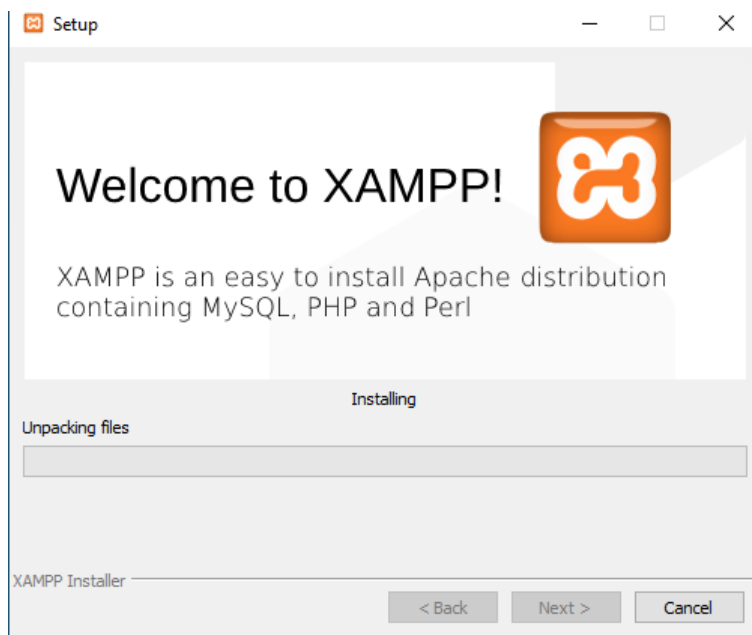 Setup
Welcome to XAMPP!
XAMPP is an easy to install Apache distribution
containing MySQL, PHP and Perl
Installing
Unpacking files
XAMPP Installer
< Back
Next >
Cancel